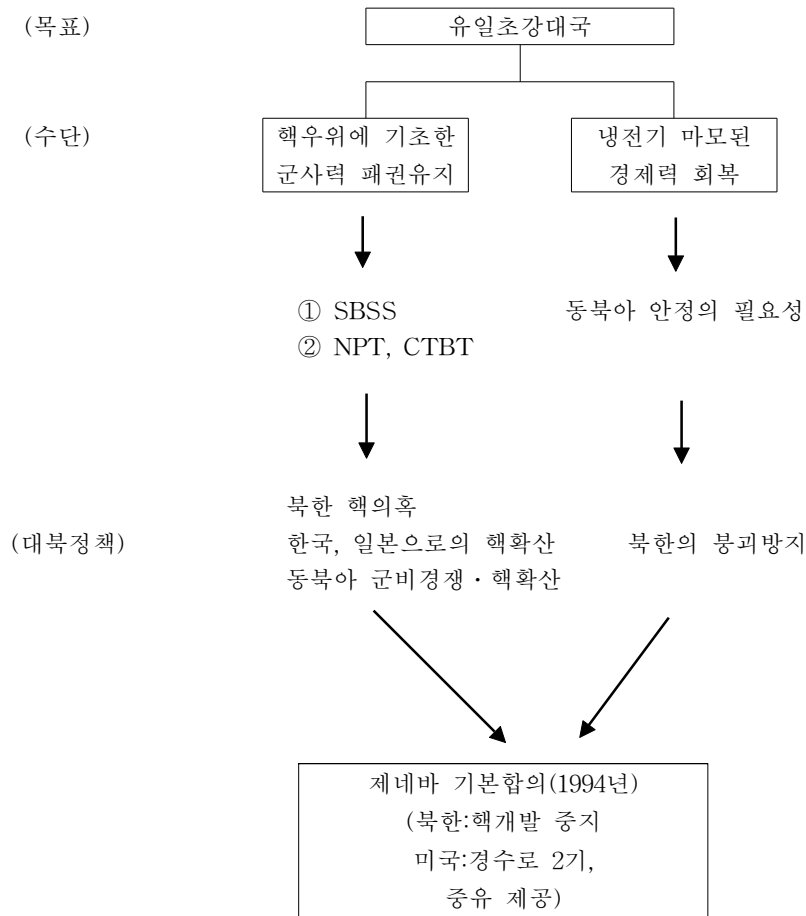 (목표)
유일초강대국
(수단)
핵우위에 기초한
군사력 패권유지
냉전기 마모된
경제력 회복
① SBSS
② NPT, CTBT
동북아 안정의 필요성
(대북정책)
북한 핵의혹
한국, 일본으로의 핵확산
동북아 군비경쟁・핵확산
북한의 붕괴방지
제네바 기본합의(1994년)
(북한:핵개발 중지
미국:경수로 2기,
중유 제공)